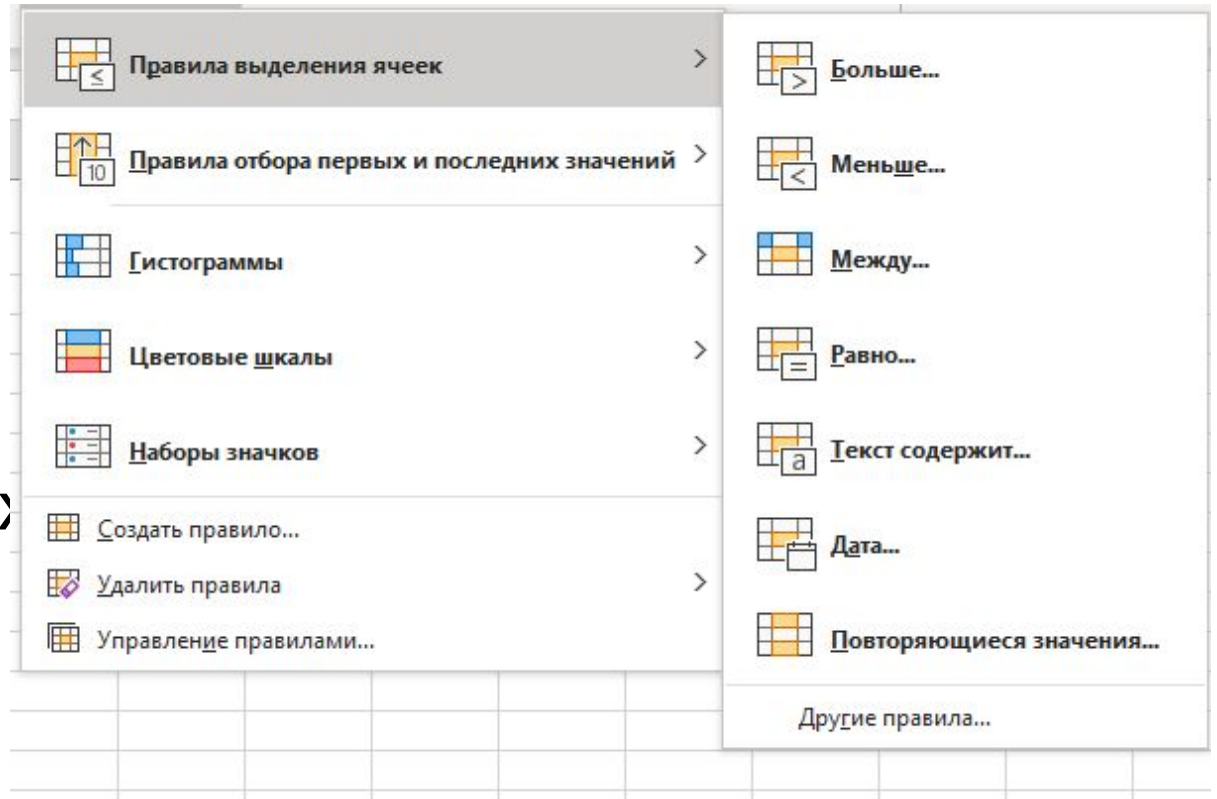 Правила выделения ячеек
Правила отбора первых и последних значений
10
Гистограммы
Цветовые шкалы
Наборы значков
Создать правило...
Удалить правила
Управление правилами...
Больше...
Меньше...
Между...
Равно...
Текст содержит...
a
Дата...
Повторяющиеся значения...
Другие правила...